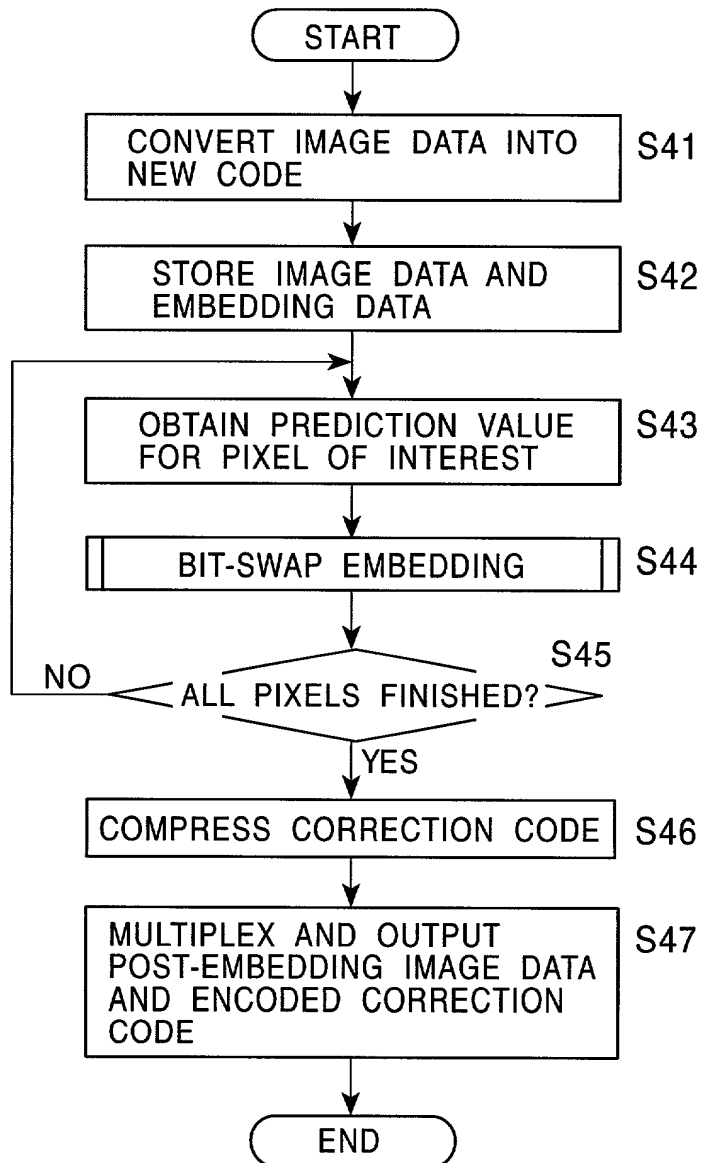 START
CONVERT IMAGE DATA INTO
NEW CODE
S41
STORE IMAGE DATA AND
EMBEDDING DATA
S42
OBTAIN PREDICTION VALUE
FOR PIXEL OF INTEREST
S43
BIT-SWAP EMBEDDING
S44
S45
NO
ALL PIXELS FINISHED?
YES
COMPRESS CORRECTION CODE
S46
MULTIPLEX AND OUTPUT
POST-EMBEDDING IMAGE DATA
AND ENCODED CORRECTION
CODE
S47
END